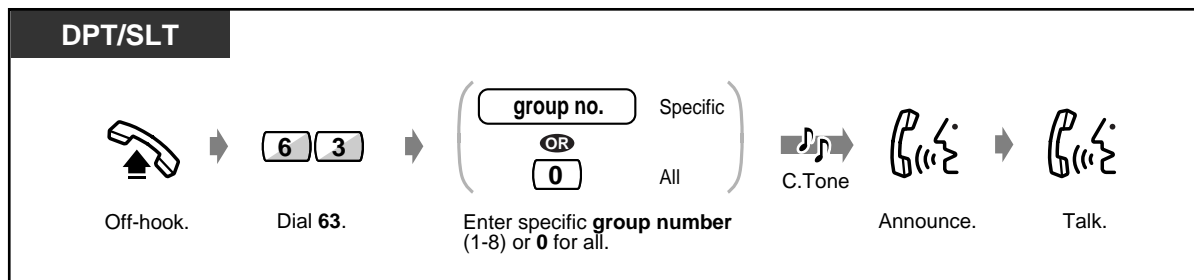 DPT/SLT
group no. Specific
OR
6 3
0 All
C.Tone
Off-hook.
Dial 63.
Enter specific group number
(1-8) or 0 for all.
Announce.
Talk.